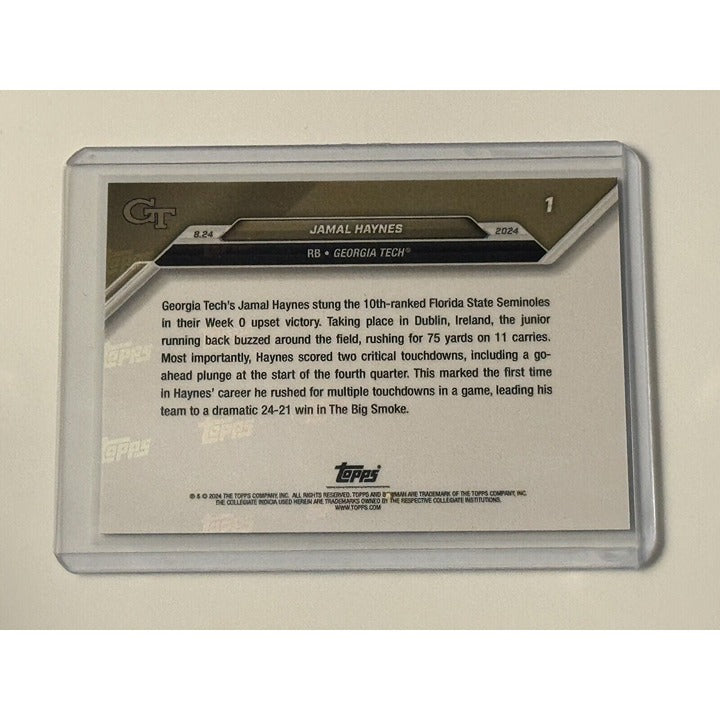 GT
1
8.24 JAMAL HAYNES 2024
RB • GEORGIA TECH®
Georgia Tech's Jamal Haynes stung the 10th-ranked Florida State Seminoles
in their Week 0 upset victory. Taking place in Dublin, Ireland, the junior
running back buzzed around the field, rushing for 75 yards on 11 carries.
Most importantly, Haynes scored two critical touchdowns, including a go-
ahead plunge at the start of the fourth quarter. This marked the first time
in Haynes' career he rushed for multiple touchdowns in a game, leading his
team to a dramatic 24-21 win in The Big Smoke.
Topps
Topps
Topps
Topps
Topps
® & © 2024 THE TOPPS COMPANY, INC. ALL RIGHTS RESERVED. TOPPS AND BOWMAN ARE TRADEMARK OF THE TOPPS COMPANY, INC.
THE COLLEGIATE INDICIA USED HEREIN ARE TRADEMARKS OWNED BY THE RESPECTIVE COLLEGIATE INSTITUTIONS.
WWW.TOPPS.COM